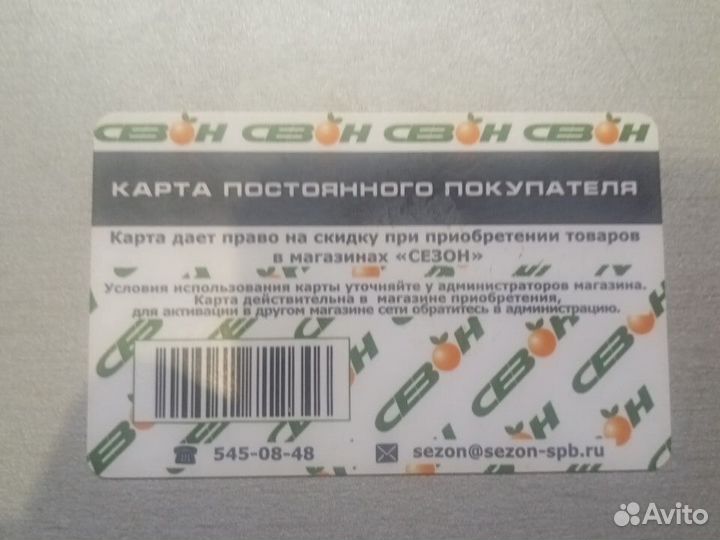 СЕЗОН СЕЗОН СЕЗОН СЕЗОН
КАРТА ПОСТОЯННОГО ПОКУПАТЕЛЯ
Карта дает право на скидку при приобретении товаров
в магазинах «СЕЗОН»
Условия использования карты уточняйте у администраторов магазина.
Карта действительна в магазине приобретения,
для активации в другом магазине сети обратитесь в администрацию.
СЕЗОН СЕЗОН СЕЗОН
545-08-48 sezon@sezon-spb.ru
Avito